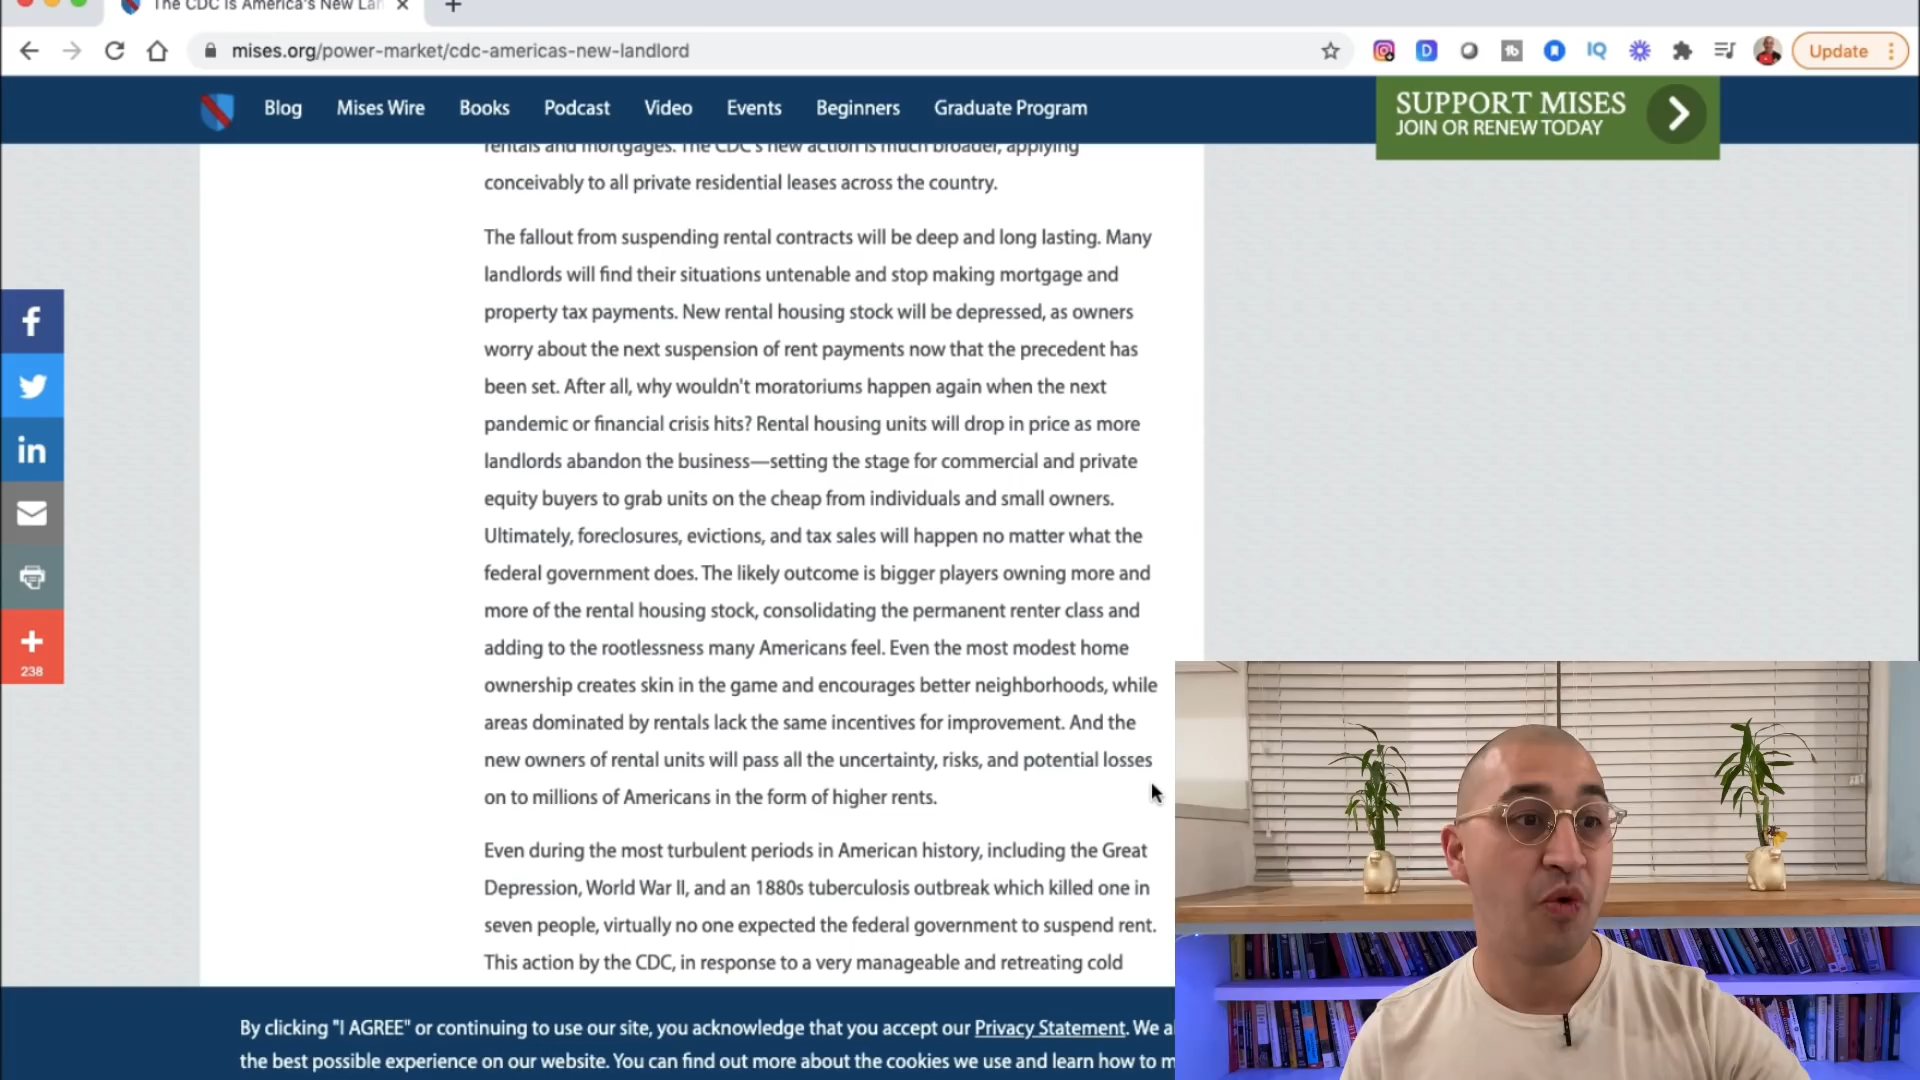 The CDC Is America's New Lan
mises.org/power-market/cdc-americas-new-landlord
Update
Blog
Mises Wire
Books
Podcast
Video
Events
Beginners
Graduate Program
SUPPORT MISES
JOIN OR RENEW TODAY
rentals and mortgages. The CDC's new action is much broader, applying
conceivably to all private residential leases across the country.
The fallout from suspending rental contracts will be deep and long lasting. Many
landlords will find their situations untenable and stop making mortgage and
property tax payments. New rental housing stock will be depressed, as owners
worry about the next suspension of rent payments now that the precedent has
been set. After all, why wouldn't moratoriums happen again when the next
pandemic or financial crisis hits? Rental housing units will drop in price as more
landlords abandon the business—setting the stage for commercial and private
equity buyers to grab units on the cheap from individuals and small owners.
Ultimately, foreclosures, evictions, and tax sales will happen no matter what the
federal government does. The likely outcome is bigger players owning more and
more of the rental housing stock, consolidating the permanent renter class and
adding to the rootlessness many Americans feel. Even the most modest home
ownership creates skin in the game and encourages better neighborhoods, while
areas dominated by rentals lack the same incentives for improvement. And the
new owners of rental units will pass all the uncertainty, risks, and potential losses
on to millions of Americans in the form of higher rents.
Even during the most turbulent periods in American history, including the Great
Depression, World War II, and an 1880s tuberculosis outbreak which killed one in
seven people, virtually no one expected the federal government to suspend rent.
This action by the CDC, in response to a very manageable and retreating cold
238
By clicking "I AGREE" or continuing to use our site, you acknowledge that you accept our Privacy Statement. We a
the best possible experience on our website. You can find out more about the cookies we use and learn how to m